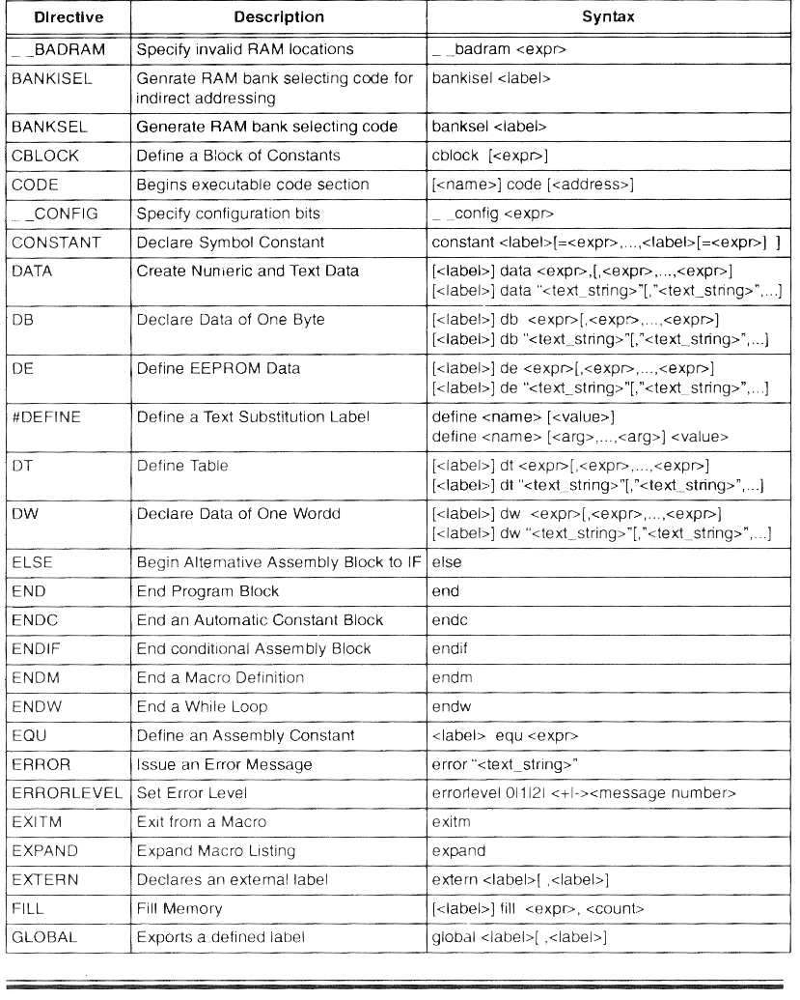 Directive Description Syntax
_ _BADRAM Specify invalid RAM locations _ _badram <expr>
BANKISEL Genrate RAM bank selecting code for bankisel <label>
indirect addressing
BANKSEL Generate RAM bank selecting code banksel <label>
CBLOCK Define a Block of Constants cblock [<expr>]
CODE Begins executable code section [<name>] code [<address>]
_ _CONFIG Specify configuration bits _ _config <expr>
CONSTANT Declare Symbol Constant constant <label>[=<expr>,...,<label>[=<expr>] ]
DATA Create Numeric and Text Data [<label>] data <expr>,[,<expr>,...,<expr>]
[<label>] data “<text_string>”[,”<text_string>”,...]
DB Declare Data of One Byte [<label>] db <expr>[,<expr>,...,<expr>]
[<label>] db “<text_string>”[,”<text_string>”,...]
DE Define EEPROM Data [<label>] de <expr>[,<expr>,...,<expr>]
[<label>] de “<text_string>”[,”<text_string>”,...]
#DEFINE Define a Text Substitution Label define <name> [<value>]
define <name> [<arg>,...,<arg>] <value>
DT Define Table [<label>] dt <expr>[,<expr>,...,<expr>]
[<label>] dt “<text_string>”[,”<text_string>”,...]
DW Declare Data of One Wordd [<label>] dw <expr>[,<expr>,...,<expr>]
[<label>] dw “<text_string>”[,”<text_string>”,...]
ELSE Begin Alternative Assembly Block to IF else
END End Program Block end
ENDC End an Automatic Constant Block endc
ENDIF End conditional Assembly Block endif
ENDM End a Macro Definition endm
ENDW End a While Loop endw
EQU Define an Assembly Constant <label> equ <expr>
ERROR Issue an Error Message error “<text_string>”
ERRORLEVEL Set Error Level errorlevel 0|1|2| <+|-><message number>
EXITM Exit from a Macro exitm
EXPAND Expand Macro Listing expand
EXTERN Declares an external label extern <label>[ ,<label>]
FILL Fill Memory [<label>] fill <expr>, <count>
GLOBAL Exports a defined label global <label>[ ,<label>]